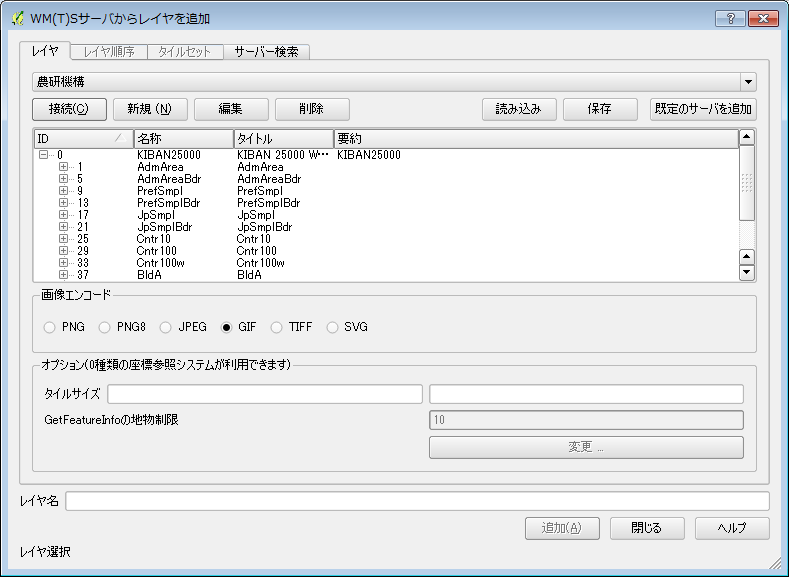 WM(T)Sサーバからレイヤを追加
レイヤ レイヤ順序 タイルセット サーバー検索
農研機構
接続(C) 新規 (N) 編集 削除 読み込み 保存 既定のサーバを追加
ID 名称 タイトル 要約
0 KIBAN25000 KIBAN 25000 W… KIBAN25000
1 AdmArea AdmArea
5 AdmAreaBdr AdmAreaBdr
9 PrefSmpl PrefSmpl
13 PrefSmplBdr PrefSmplBdr
17 JpSmpl JpSmpl
21 JpSmplBdr JpSmplBdr
25 Cntr10 Cntr10
29 Cntr100 Cntr100
33 Cntr100w Cntr100w
37 BldA BldA
画像エンコード
PNG PNG8 JPEG GIF TIFF SVG
オプション(0種類の座標参照システムが利用できます)
タイルサイズ
GetFeatureInfoの地物制限 10
変更 ...
レイヤ名
追加(A) 閉じる ヘルプ
レイヤ選択